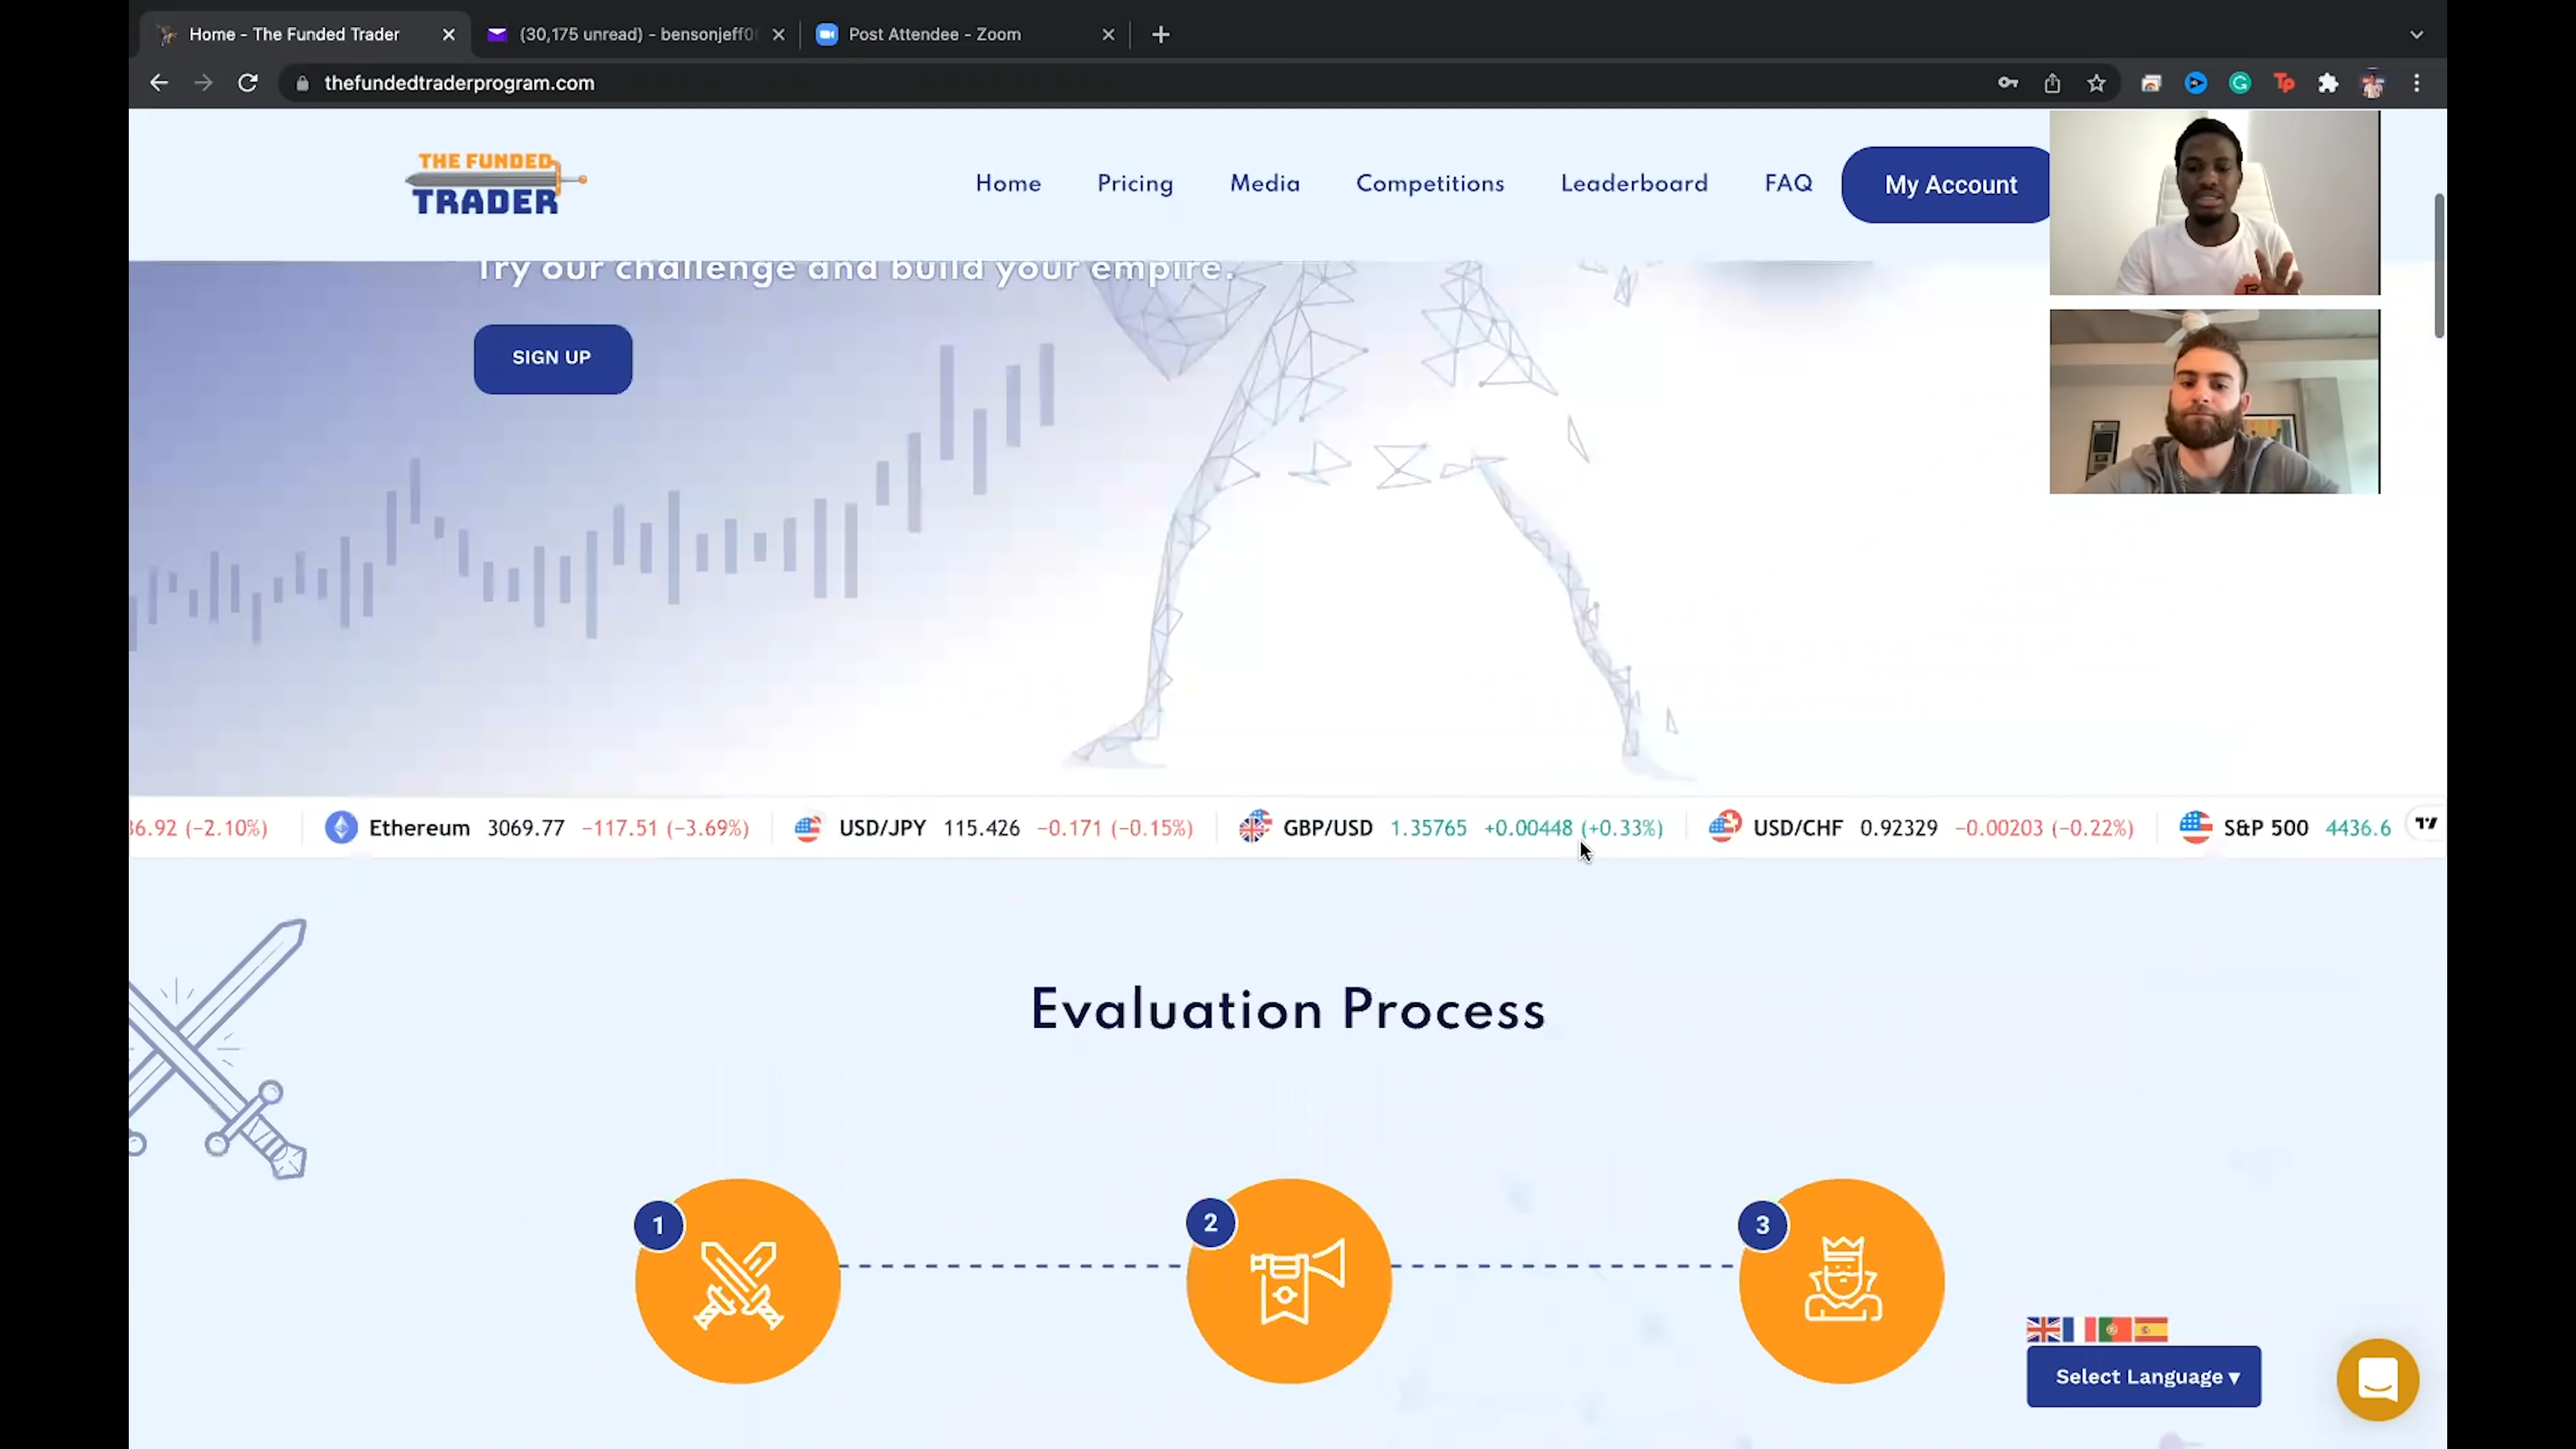 Home - The Funded Trader
(30,175 unread) - bensonjeff0
Post Attendee - Zoom
thefundedtraderprogram.com
THE FUNDED
TRADER
Home
Pricing
Media
Competitions
Leaderboard
FAQ
My Account
Try our challenge and build your empire.
SIGN UP
36.92 (−2.10%)
Ethereum 3069.77 −117.51 (−3.69%)
USD/JPY 115.426 −0.171 (−0.15%)
GBP/USD 1.35765 +0.00448 (+0.33%)
USD/CHF 0.92329 −0.00203 (−0.22%)
S&P 500 4436.6
Evaluation Process
1
2
3
Select Language ▼